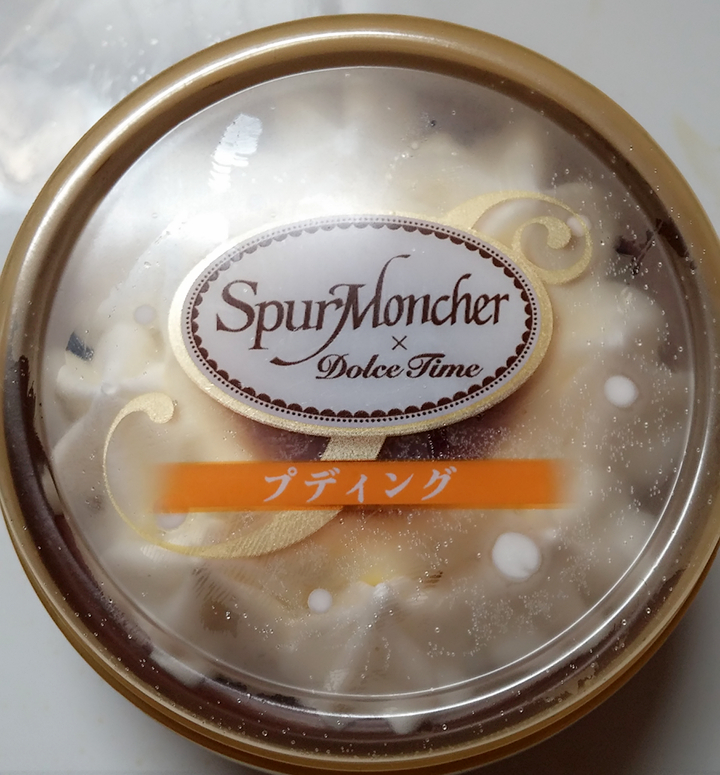 SpurMoncher
×
Dolce Time
プディング